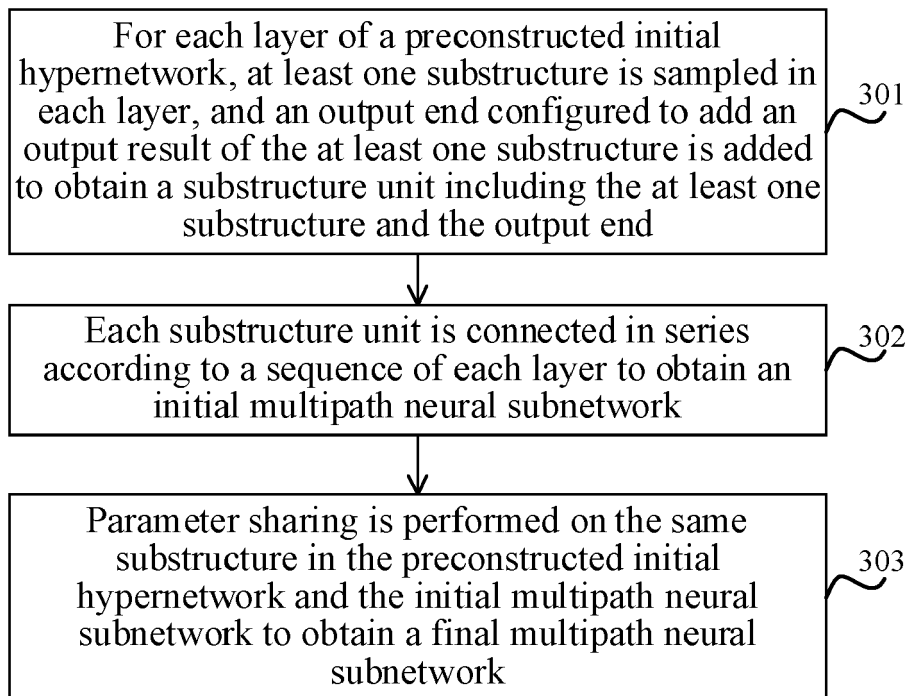 For each layer of a preconstructed initial
hypernetwork, at least one substructure is sampled in
each layer, and an output end configured to add an
output result of the at least one substructure is added
to obtain a substructure unit including the at least one
substructure and the output end
301
Each substructure unit is connected in series
according to a sequence of each layer to obtain an
initial multipath neural subnetwork
302
Parameter sharing is performed on the same
substructure in the preconstructed initial
hypernetwork and the initial multipath neural
subnetwork to obtain a final multipath neural
subnetwork
303